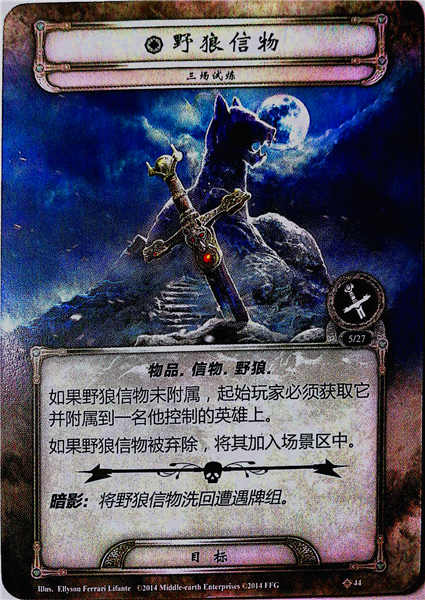 野狼信物
三场试炼
5/27
物品. 信物. 野狼.
如果野狼信物未附属，起始玩家必须获取它
并附属到一名他控制的英雄上。
如果野狼信物被弃除，将其加入场景区中。
暗影：将野狼信物洗回遭遇牌组。
目标
Illus. Ellyson Ferrari Lifante ©2014 Middle-earth Enterprises ©2014 FFG 44